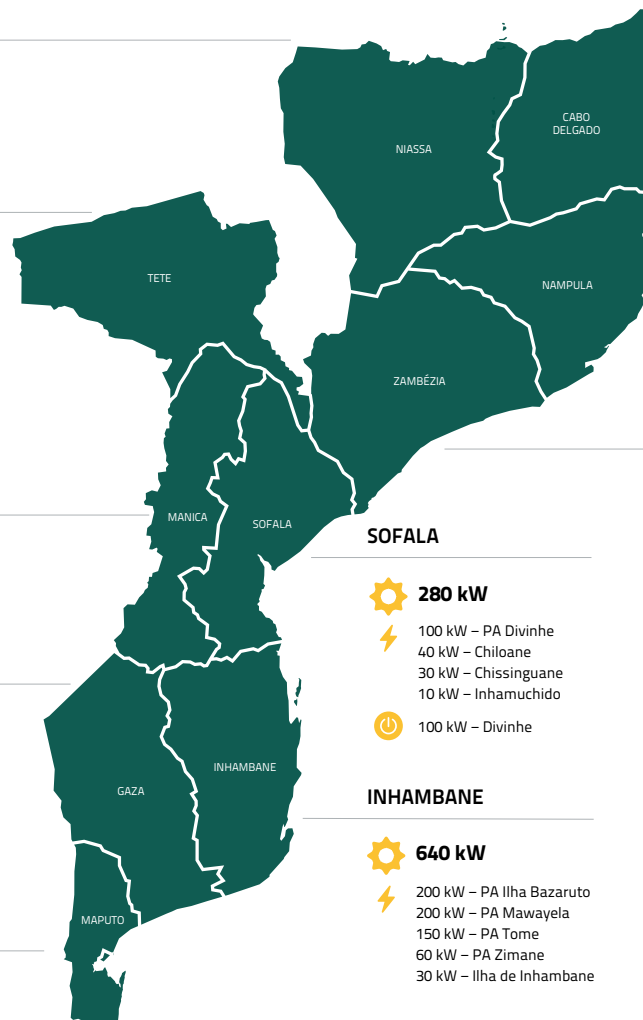 CABO
DELGADO
NIASSA
TETE
NAMPULA
ZAMBÉZIA
MANICA
SOFALA
SOFALA
280 kW
100 kW – PA Divinhe
40 kW – Chiloane
30 kW – Chissinguane
10 kW – Inhamuchido
100 kW – Divinhe
INHAMBANE
GAZA
INHAMBANE
640 kW
200 kW – PA Ilha Bazaruto
200 kW – PA Mawayela
150 kW – PA Tome
60 kW – PA Zimane
30 kW – Ilha de Inhambane
MAPUTO